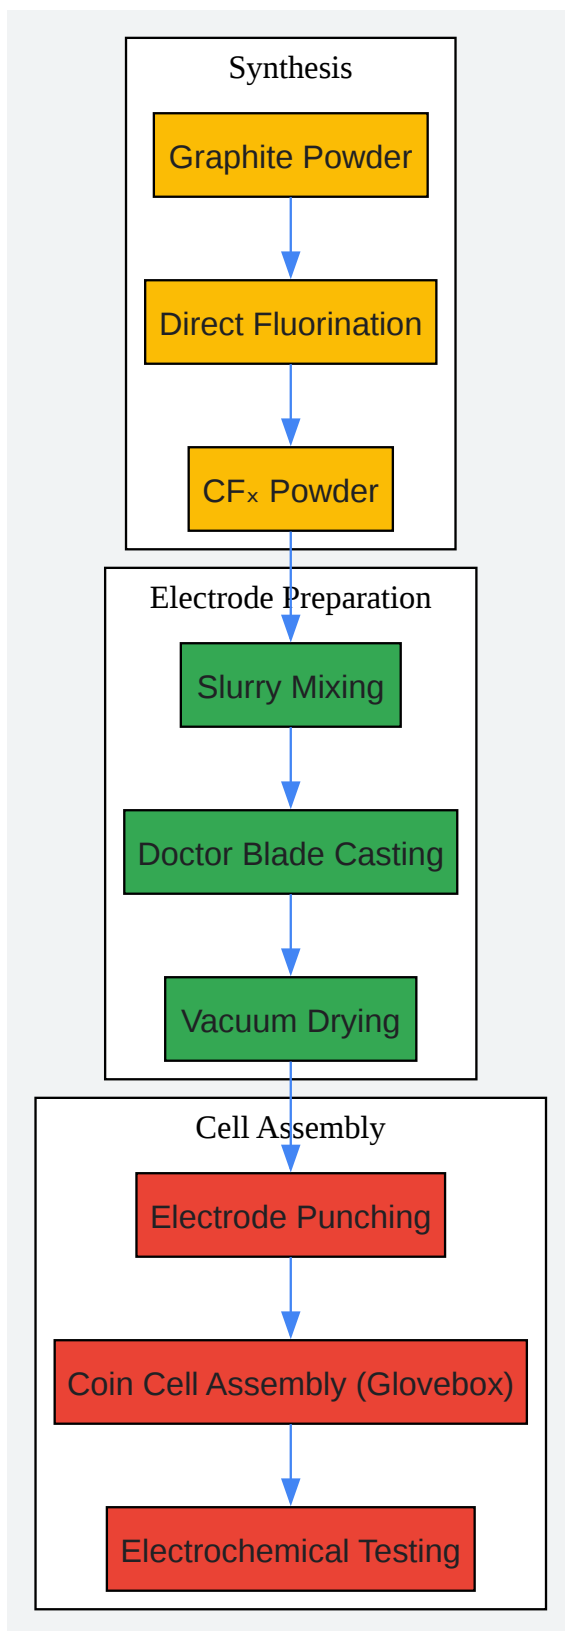 Synthesis
Graphite Powder
Direct Fluorination
CFₓ Powder
Electrode Preparation
Slurry Mixing
Doctor Blade Casting
Vacuum Drying
Cell Assembly
Electrode Punching
Coin Cell Assembly (Glovebox)
Electrochemical Testing